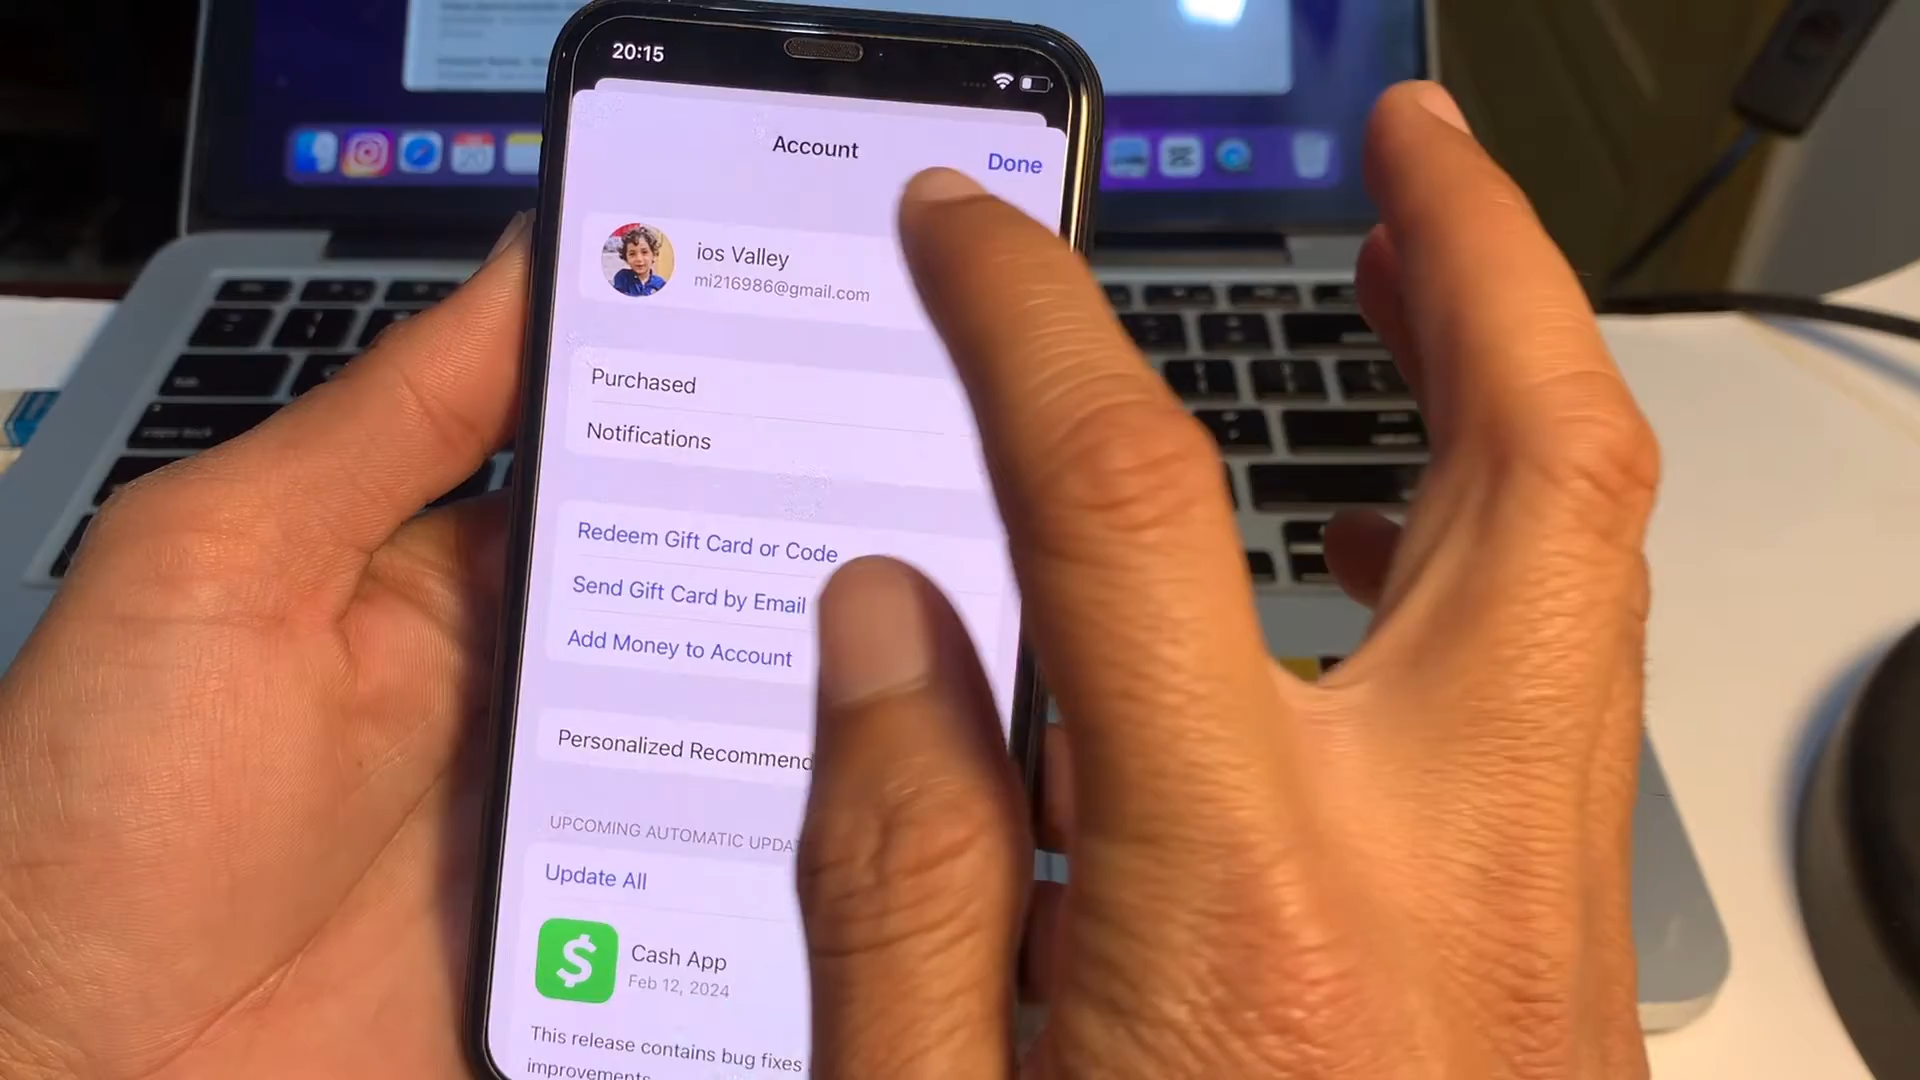 20:15
Account
Done
ios Valley
mi216986@gmail.com
Purchased
Notifications
Redeem Gift Card or Code
Send Gift Card by Email
Add Money to Account
Personalized
UPCOMING AUTOMATIC
Update All
$
Cash App
Feb 12, 2024
This release contains bug fixes
improvements
20